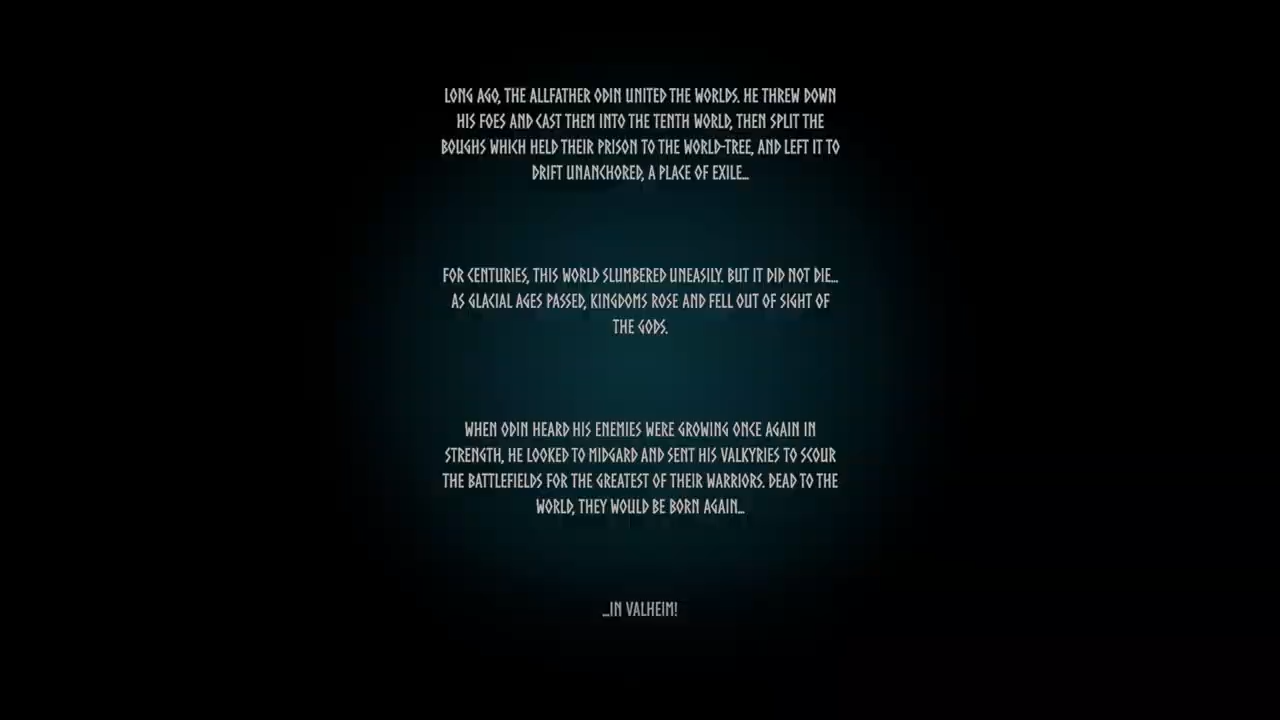 LONG AGO, THE ALLFATHER ODIN UNITED THE WORLDS. HE THREW DOWN
HIS FOES AND CAST THEM INTO THE TENTH WORLD, THEN SPLIT THE
BOUGHS WHICH HELD THEIR PRISON TO THE WORLD-TREE, AND LEFT IT TO
DRIFT UNANCHORED, A PLACE OF EXILE...
FOR CENTURIES, THIS WORLD SLUMBERED UNEASILY. BUT IT DID NOT DIE...
AS GLACIAL AGES PASSED, KINGDOMS ROSE AND FELL OUT OF SIGHT OF
THE GODS.
WHEN ODIN HEARD HIS ENEMIES WERE GROWING ONCE AGAIN IN
STRENGTH, HE LOOKED TO MIDGARD AND SENT HIS VALKYRIES TO SCOUR
THE BATTLEFIELDS FOR THE GREATEST OF THEIR WARRIORS. DEAD TO THE
WORLD, THEY WOULD BE BORN AGAIN...
...IN VALHEIM!